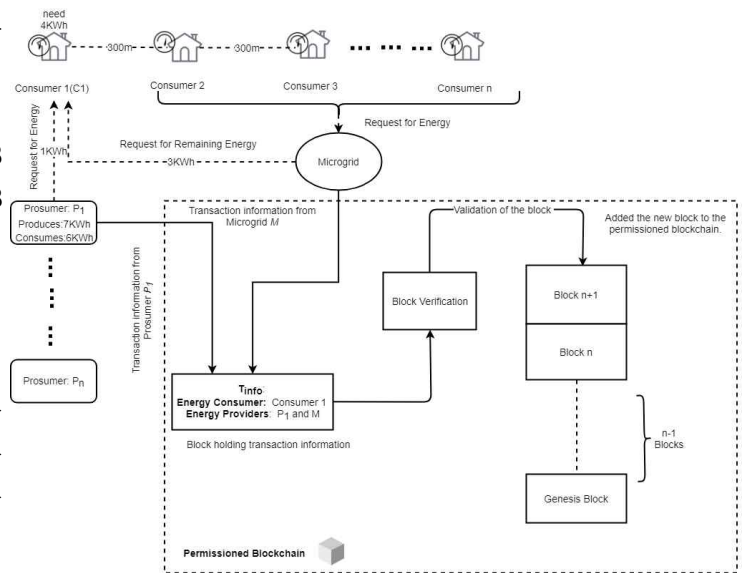 need
4KWh
300m
300m
Consumer 1(C1)
Consumer 2
Consumer 3
Consumer n
Request for Energy
Request for Energy
1KWh
Request for Remaining Energy
3KWh
Microgrid
Prosumer: P1
Produces:7KWh
Consumes:6KWh
Transaction information from
Microgrid M
Validation of the block
Added the new block to the
permissioned blockchain.
Transaction information from
Prosumer P1
Block Verification
Block n+1
Block n
Prosumer: Pn
Tinfo:
Energy Consumer: Consumer 1
Energy Providers: P1 and M
Block holding transaction information
n-1
Blocks
Genesis Block
Permissioned Blockchain